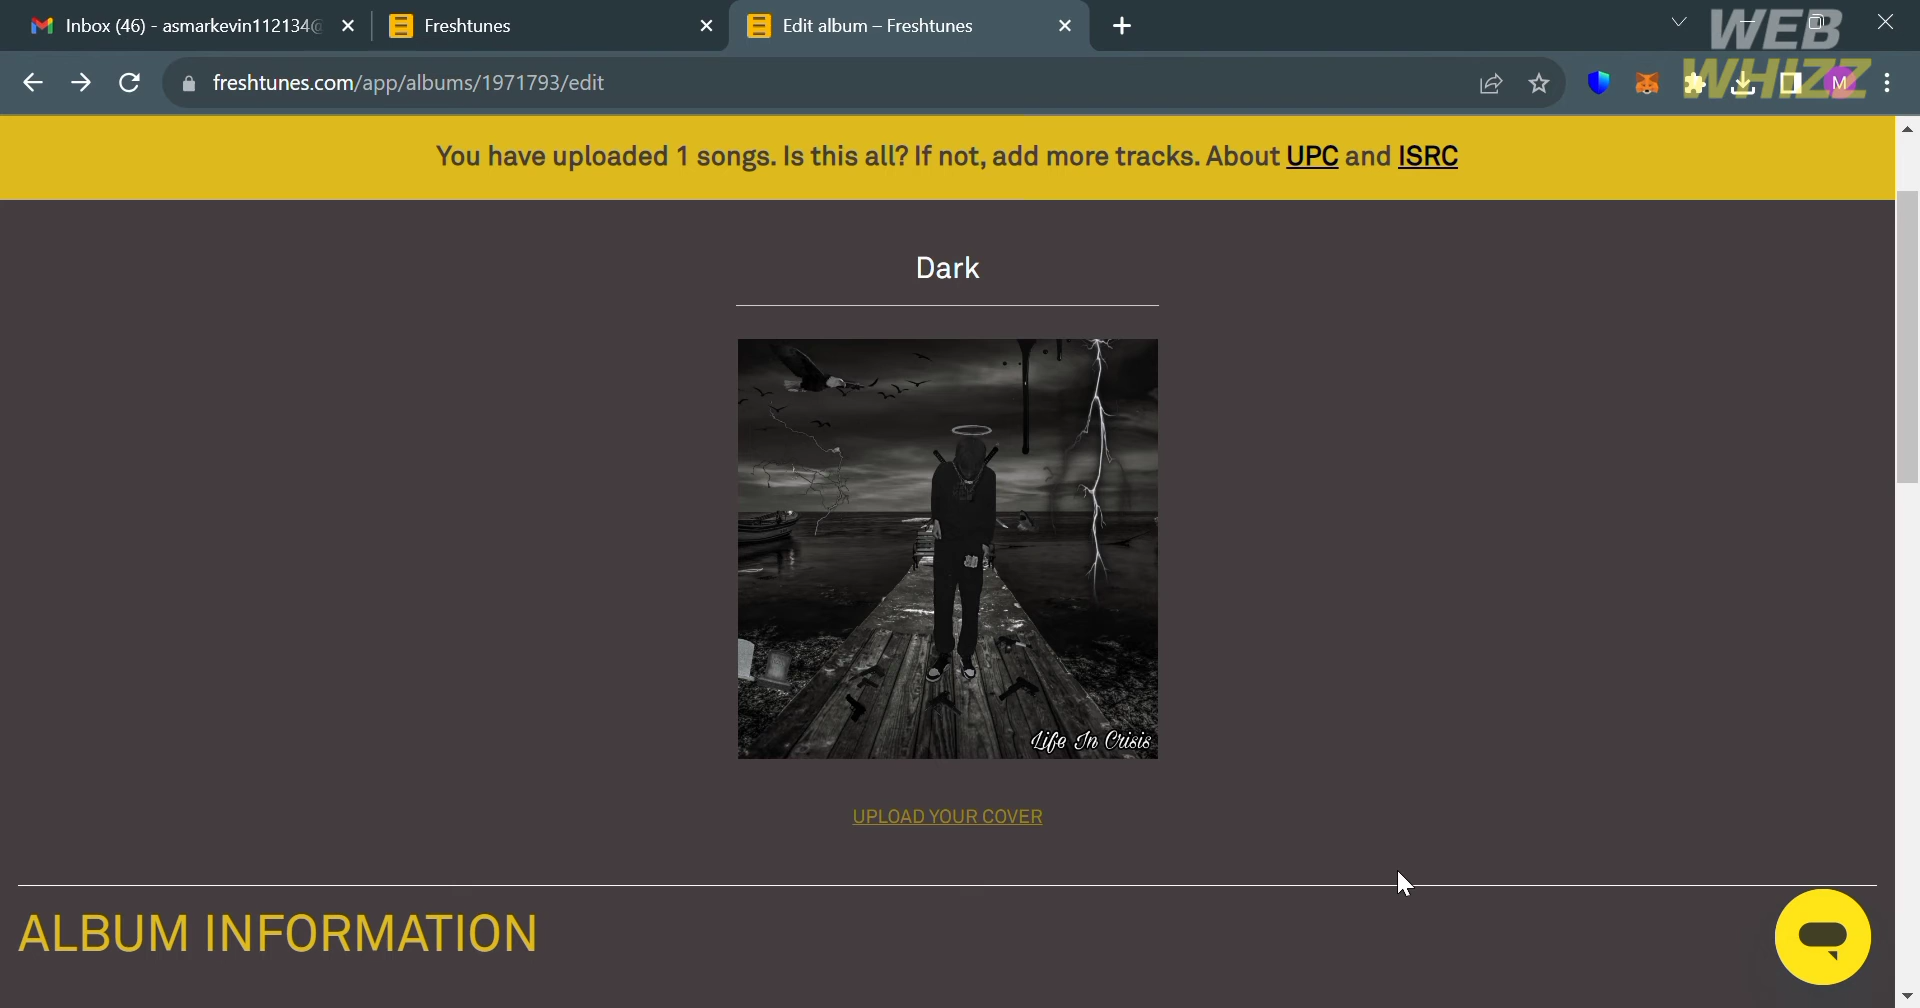 Inbox (46) - asmarkevin112134@
Freshtunes
Edit album – Freshtunes
WEB
WHIZZ
freshtunes.com/app/albums/1971793/edit
M
You have uploaded 1 songs. Is this all? If not, add more tracks. About UPC and ISRC
Dark
Life In Crisis
UPLOAD YOUR COVER
ALBUM INFORMATION